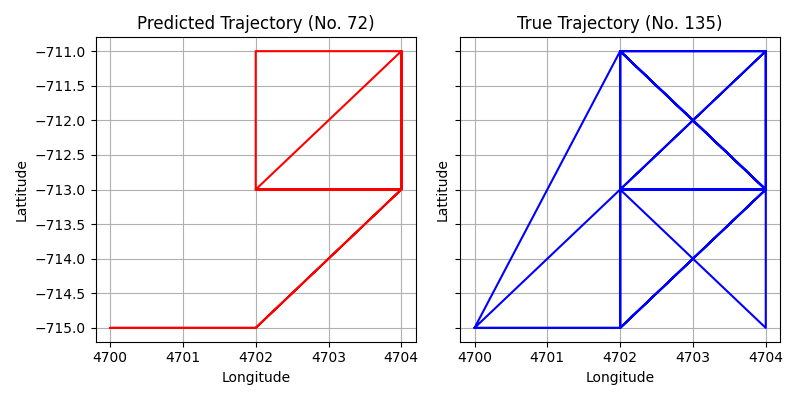 Predicted Trajectory (No. 72)
−711.0
−711.5
−712.0
−712.5
−713.0
−713.5
−714.0
−714.5
−715.0
Lattitude
4700 4701 4702 4703 4704
Longitude
True Trajectory (No. 135)
Lattitude
4700 4701 4702 4703 4704
Longitude